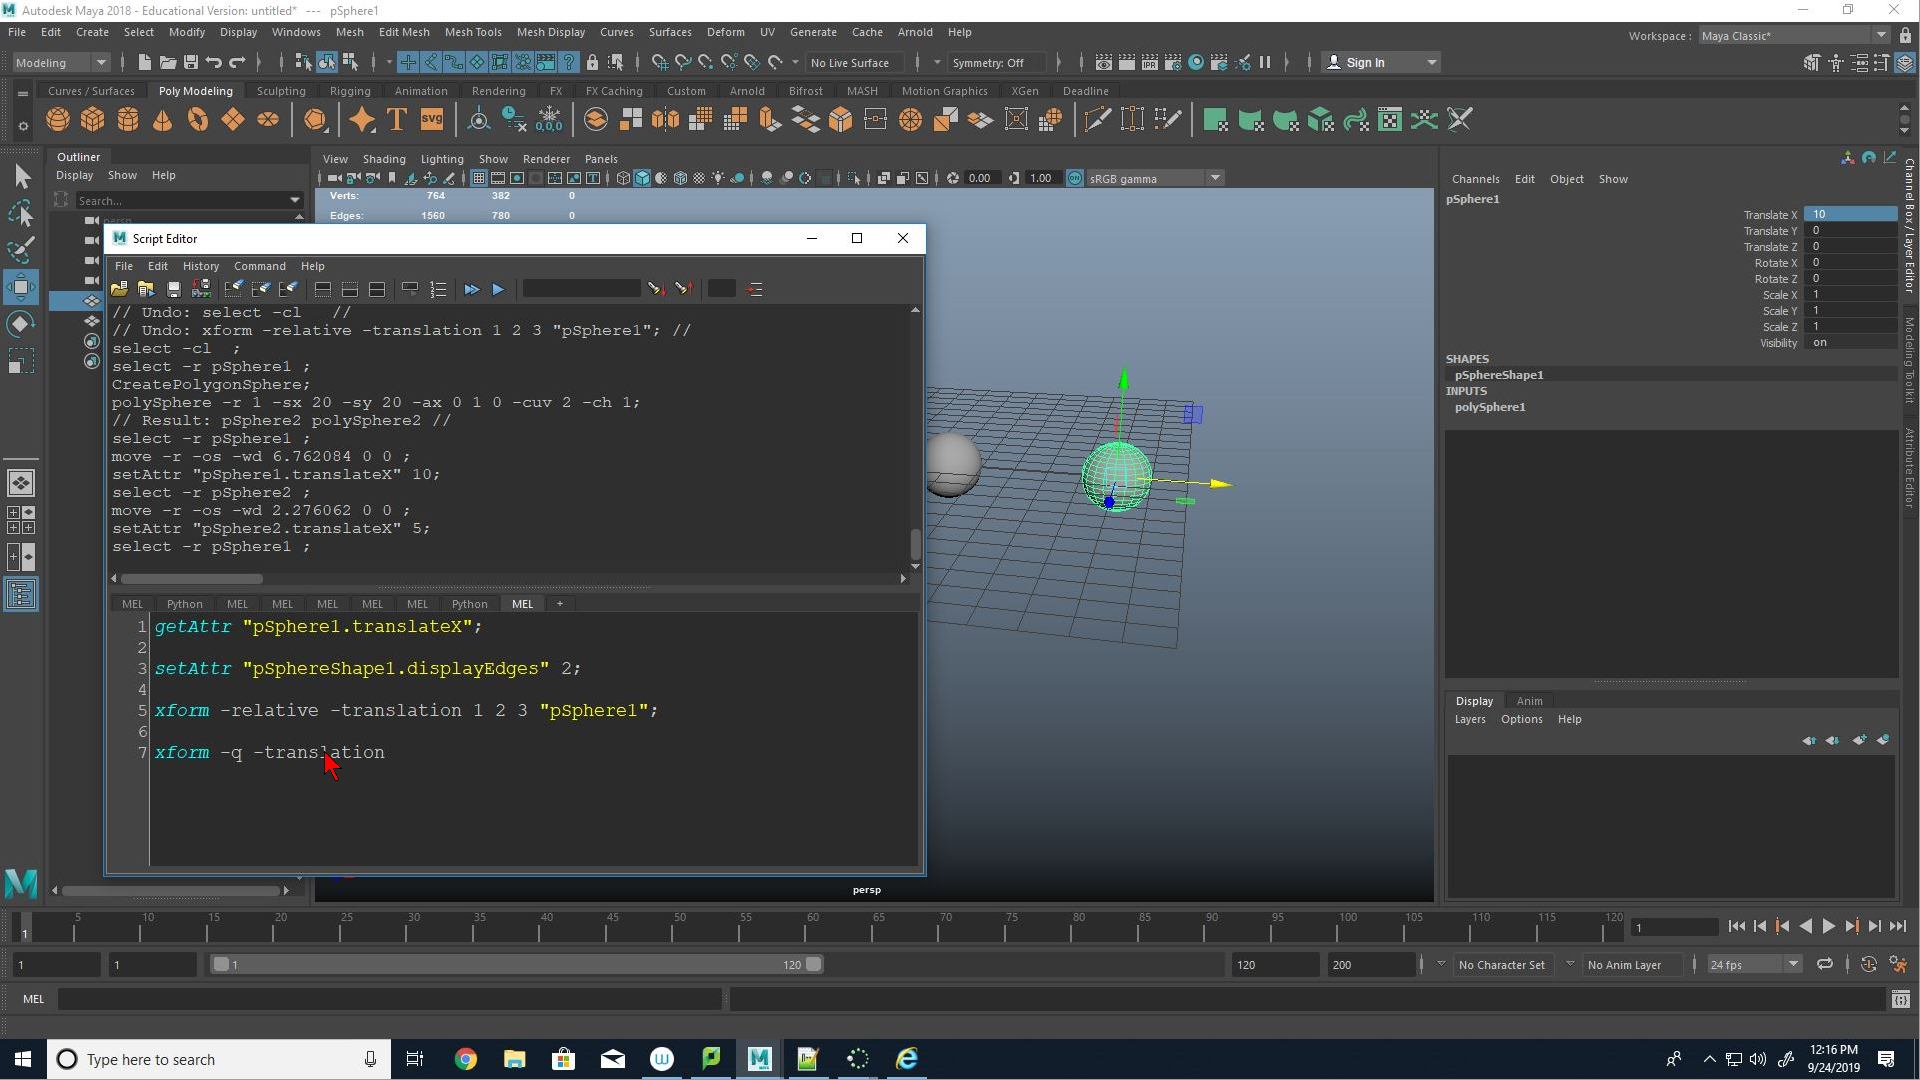 Autodesk Maya 2018 - Educational Version: untitled* --- pSphere1
File Edit Create Select Modify Display Windows Mesh Edit Mesh Mesh Tools Mesh Display Curves Surfaces Deform UV Generate Cache Arnold Help
Workspace : Maya Classic*
Modeling No Live Surface Symmetry: Off Sign In
Curves / Surfaces Poly Modeling Sculpting Rigging Animation Rendering FX FX Caching Custom Arnold Bifrost MASH Motion Graphics XGen Deadline
T SVG 0,0,0
Outliner
Display Show Help
Search...
persp
View Shading Lighting Show Renderer Panels
0.00 1.00 sRGB gamma
Verts: 764 382 0
Edges: 1560 780 0
Script Editor
File Edit History Command Help
// Undo: select -cl //
// Undo: xform -relative -translation 1 2 3 "pSphere1"; //
select -cl ;
select -r pSphere1 ;
CreatePolygonSphere;
polySphere -r 1 -sx 20 -sy 20 -ax 0 1 0 -cuv 2 -ch 1;
// Result: pSphere2 polySphere2 //
select -r pSphere1 ;
move -r -os -wd 6.762084 0 0 ;
setAttr "pSphere1.translateX" 10;
select -r pSphere2 ;
move -r -os -wd 2.276062 0 0 ;
setAttr "pSphere2.translateX" 5;
select -r pSphere1 ;
MEL Python MEL MEL MEL MEL MEL Python MEL +
1 getAttr "pSphere1.translateX";
2
3 setAttr "pSphereShape1.displayEdges" 2;
4
5 xform -relative -translation 1 2 3 "pSphere1";
6
7 xform -q -translation
persp
Channels Edit Object Show
pSphere1
Translate X 10
Translate Y 0
Translate Z 0
Rotate X 0
Rotate Z 0
Scale X 1
Scale Y 1
Scale Z 1
Visibility on
SHAPES
pSphereShape1
INPUTS
polySphere1
Channel Box / Layer Editor
Modeling Toolkit
Attribute Editor
Display Anim
Layers Options Help
5 10 15 20 25 30 35 40 45 50 55 60 65 70 75 80 85 90 95 100 105 110 115 120
1 1
1 1 1 120 120 200 No Character Set No Anim Layer 24 fps
MEL
Type here to search
12:16 PM
9/24/2019